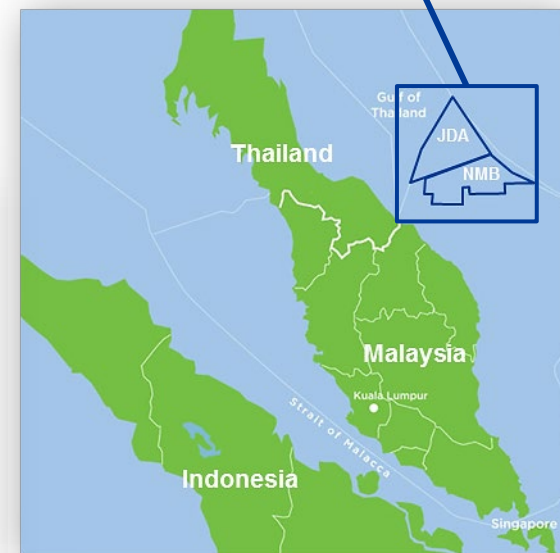 Gulf of
Thailand
JDA
NMB
Thailand
Malaysia
Kuala Lumpur
Strait of Malacca
Indonesia
Singapore